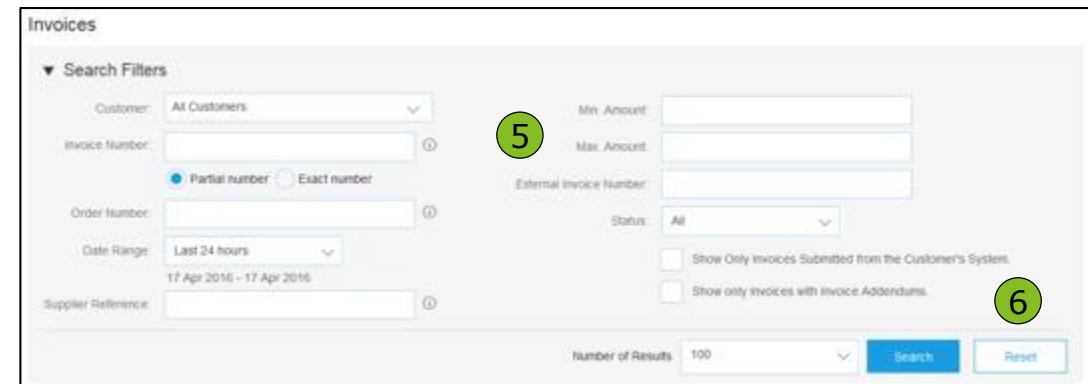 Invoices
▼ Search Filters
Customer: All Customers
Invoice Number:
Partial number Exact number
Order Number:
Date Range: Last 24 hours
17 Apr 2016 - 17 Apr 2016
Supplier Reference:
5
Min. Amount:
Max. Amount:
External Invoice Number:
Status: All
Show Only Invoices Submitted from the Customer's System.
Show only Invoices with Invoice Addendums.
6
Number of Results 100 Search Reset